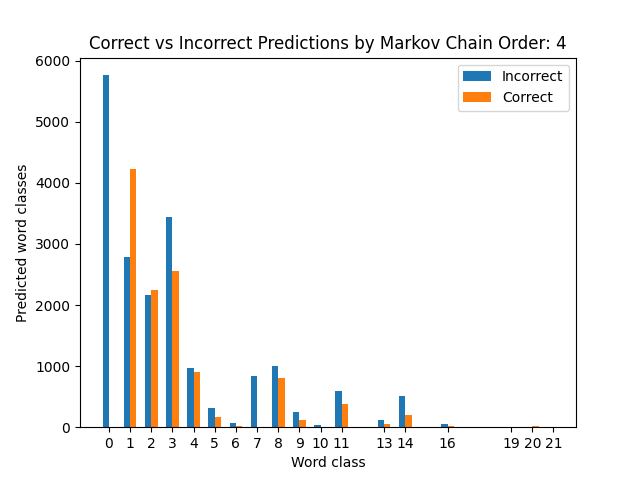 Correct vs Incorrect Predictions by Markov Chain Order: 4
6000
5000
4000
3000
2000
1000
0
Predicted word classes
Incorrect
Correct
0 1 2 3 4 5 6 7 8 9 10 11 13 14 16 19 20 21
Word class